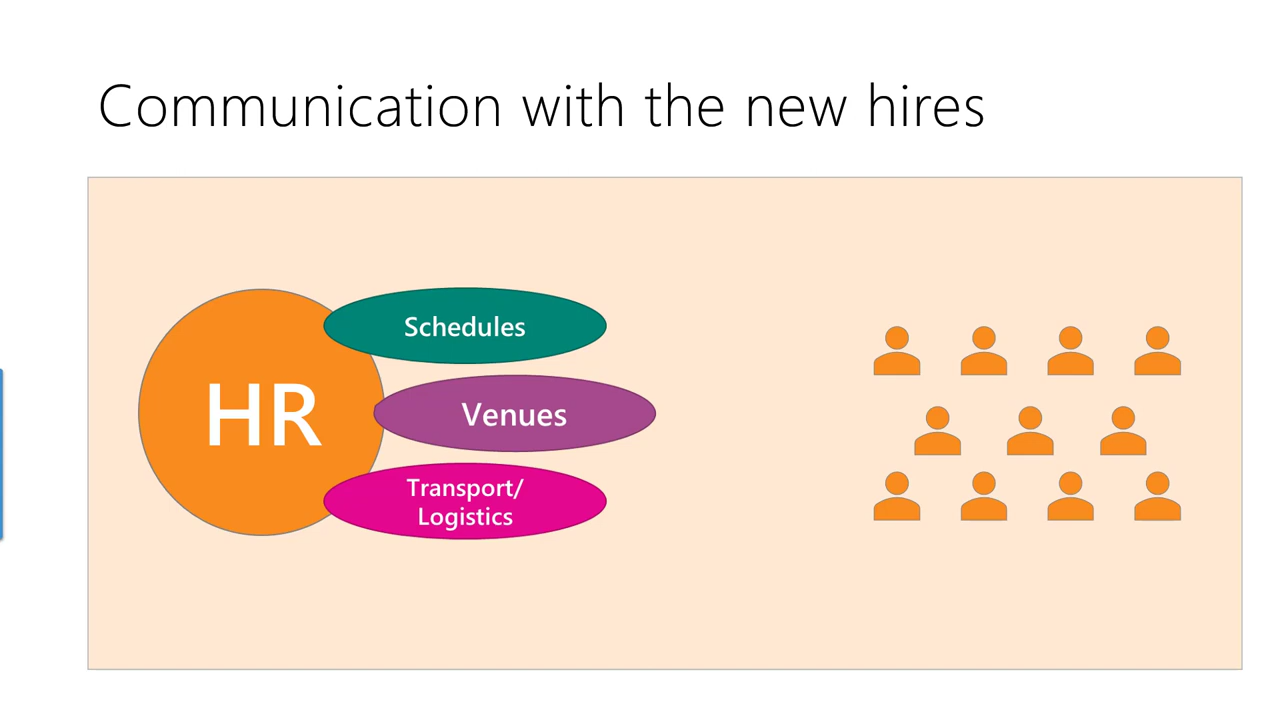 Communication with the new hires
HR
Schedules
Venues
Transport/
Logistics